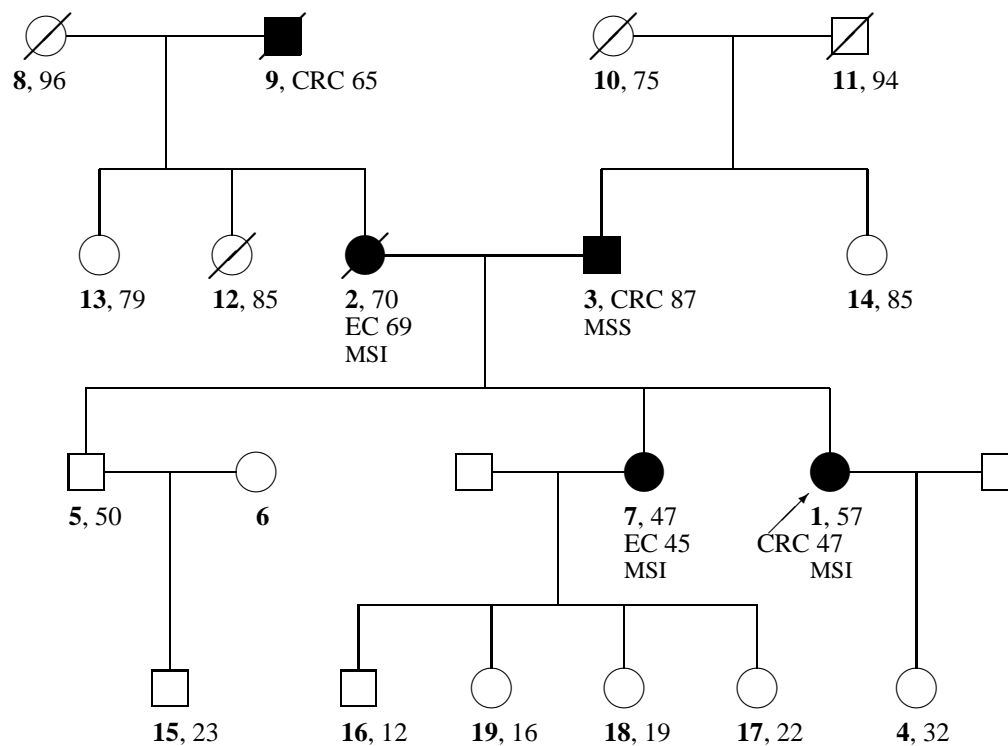 8, 96
9, CRC 65
10, 75
11, 94
13, 79
12, 85
2, 70
EC 69
MSI
3, CRC 87
MSS
14, 85
5, 50
6
7, 47
EC 45
MSI
1, 57
CRC 47
MSI
15, 23
16, 12
19, 16
18, 19
17, 22
4, 32